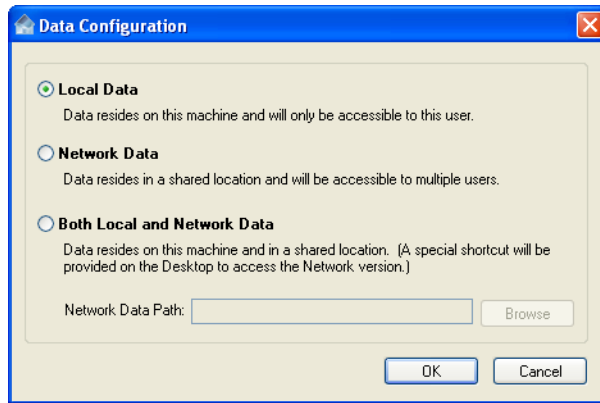 Data Configuration
Local Data
Data resides on this machine and will only be accessible to this user.
Network Data
Data resides in a shared location and will be accessible to multiple users.
Both Local and Network Data
Data resides on this machine and in a shared location. (A special shortcut will be
provided on the Desktop to access the Network version.)
Network Data Path:
Browse
OK
Cancel